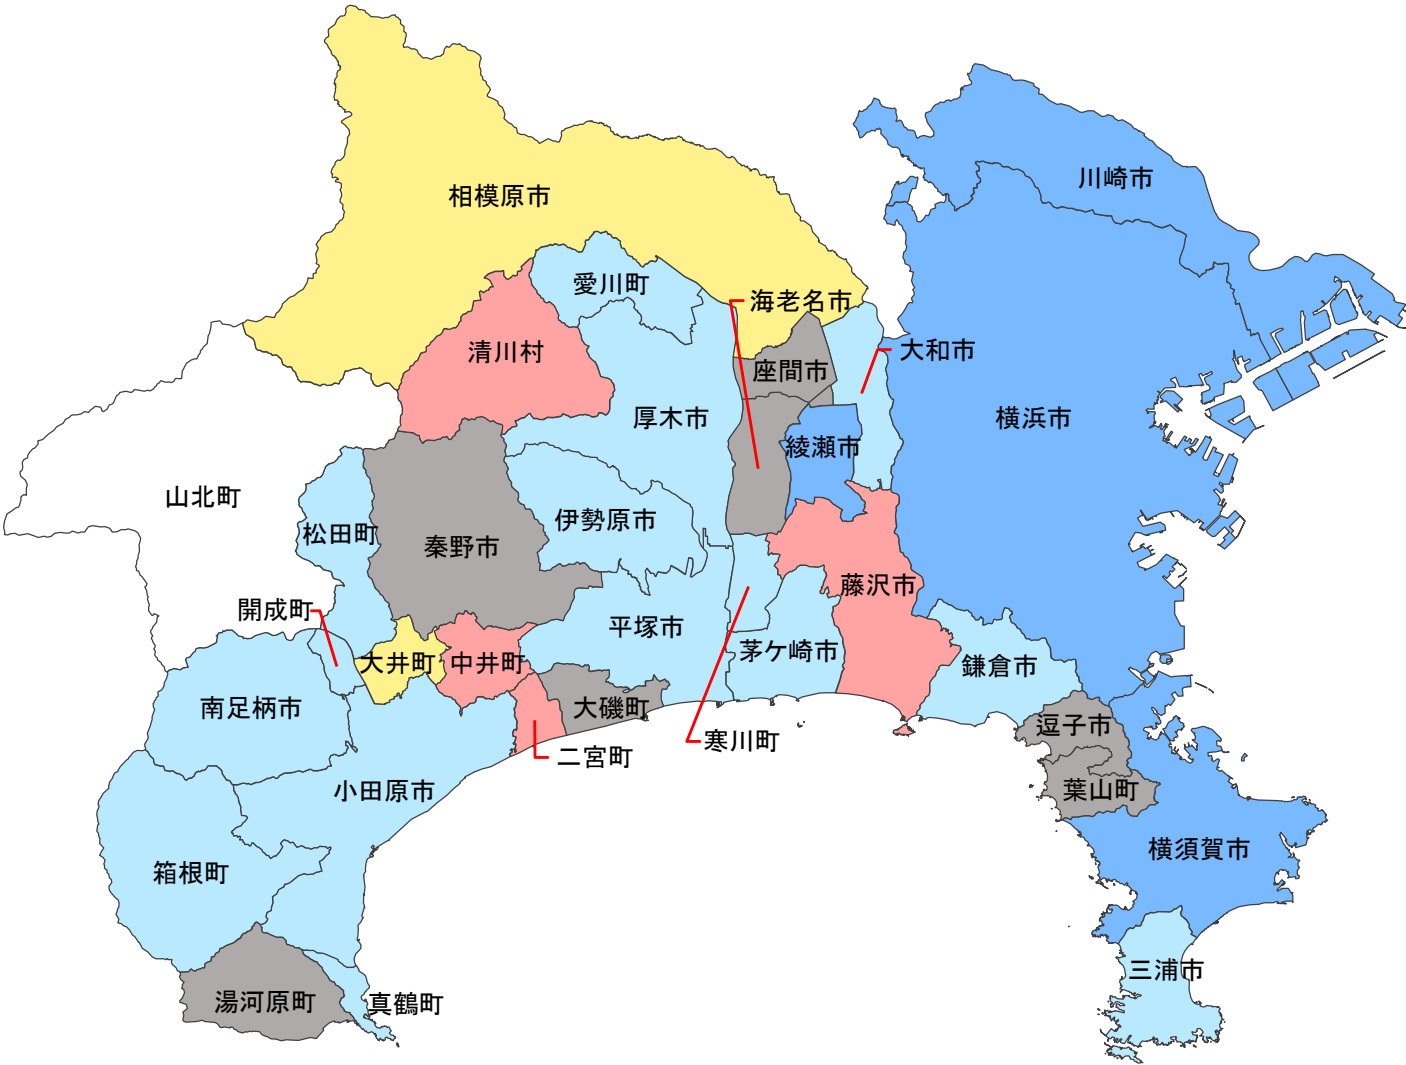 川崎市
相模原市
愛川町
海老名市
清川村
大和市
座間市
厚木市
横浜市
綾瀬市
山北町
伊勢原市
松田町
秦野市
藤沢市
開成町
平塚市
茅ケ崎市
大井町
中井町
鎌倉市
南足柄市
大磯町
逗子市
寒川町
二宮町
小田原市
葉山町
横須賀市
箱根町
三浦市
湯河原町
真鶴町